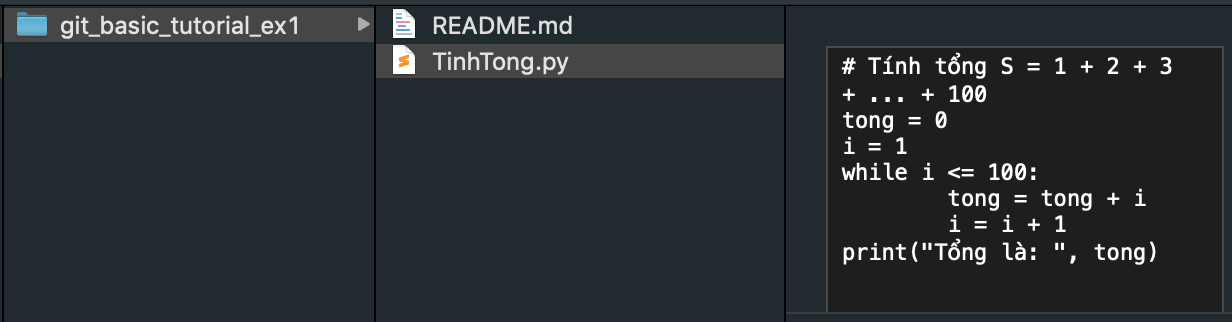 git_basic_tutorial_ex1
README.md
TinhTong.py
# Tính tổng S = 1 + 2 + 3
+ ... + 100
tong = 0
i = 1
while i <= 100:
        tong = tong + i
        i = i + 1
print("Tổng là: ", tong)